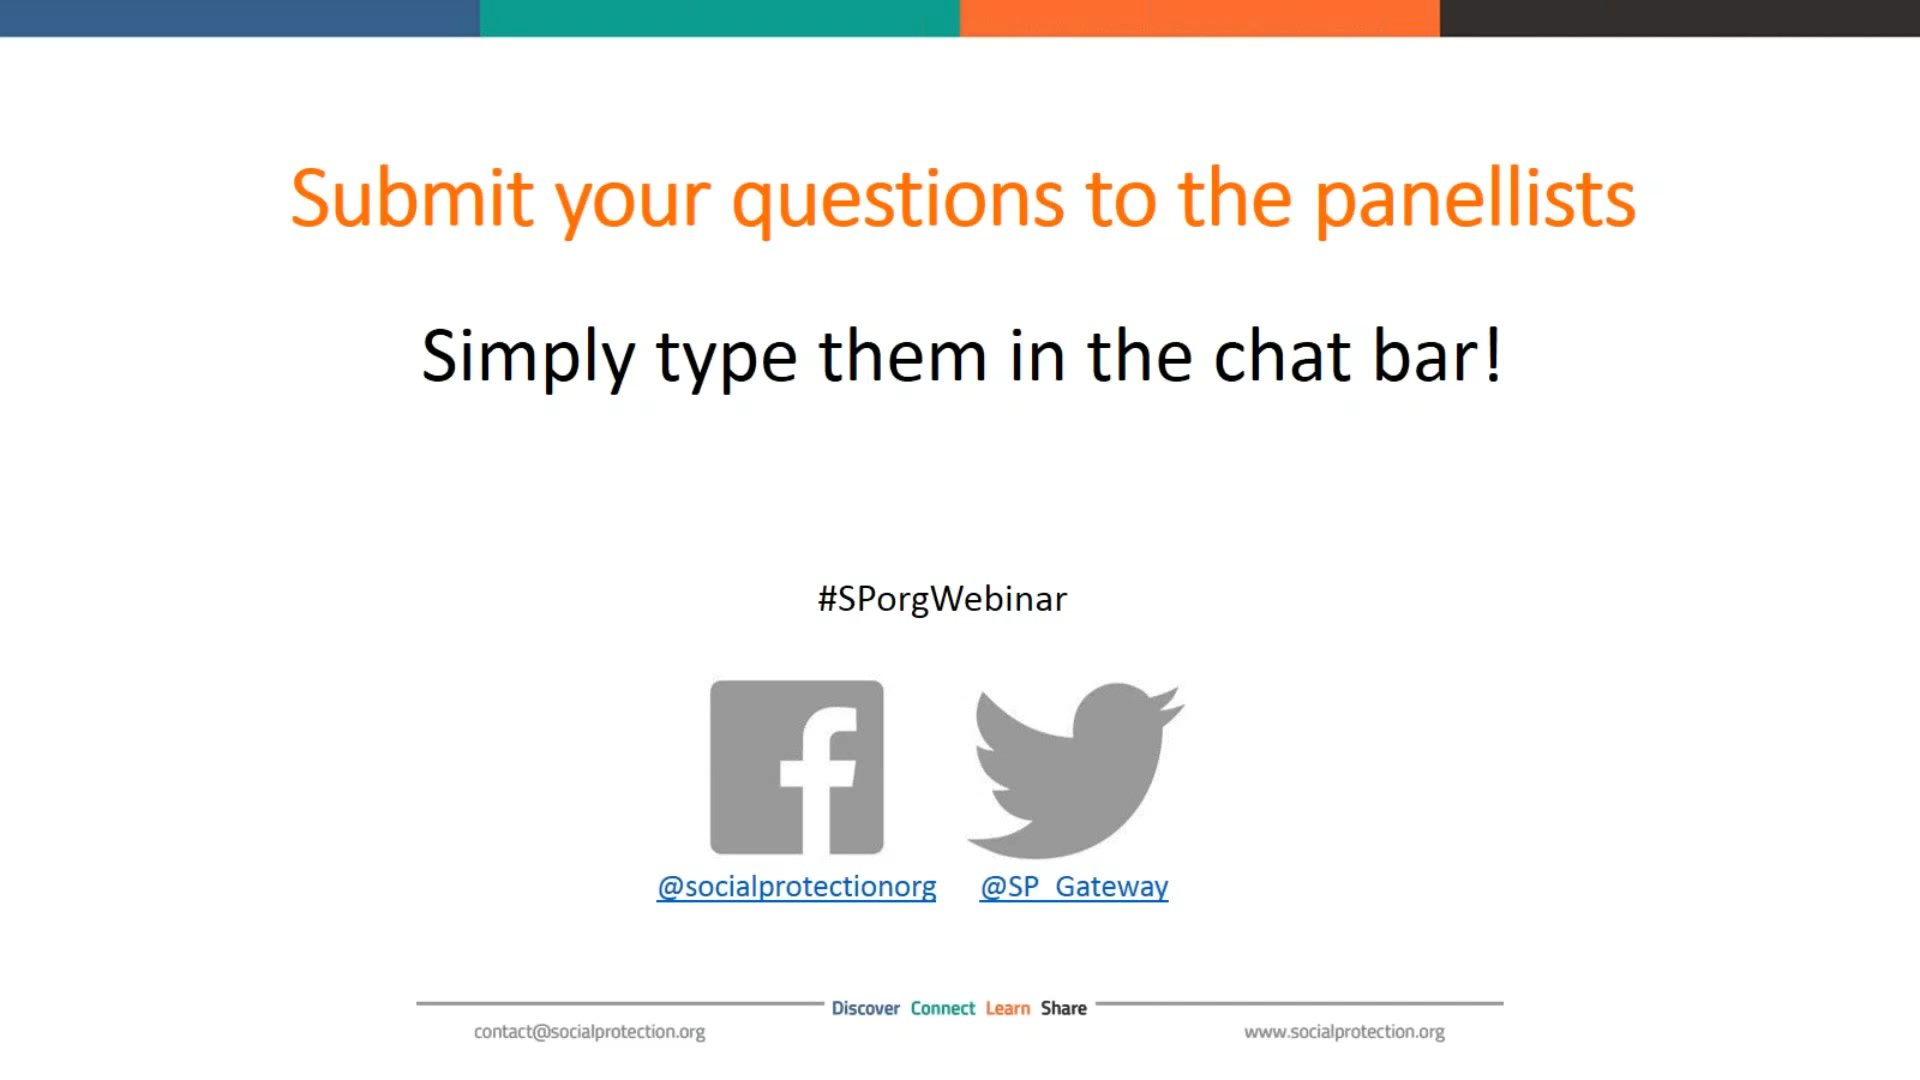 Submit your questions to the panellists
Simply type them in the chat bar!
#SPorgWebinar
@socialprotectionorg @SP_Gateway
Discover Connect Learn Share
contact@socialprotection.org www.socialprotection.org